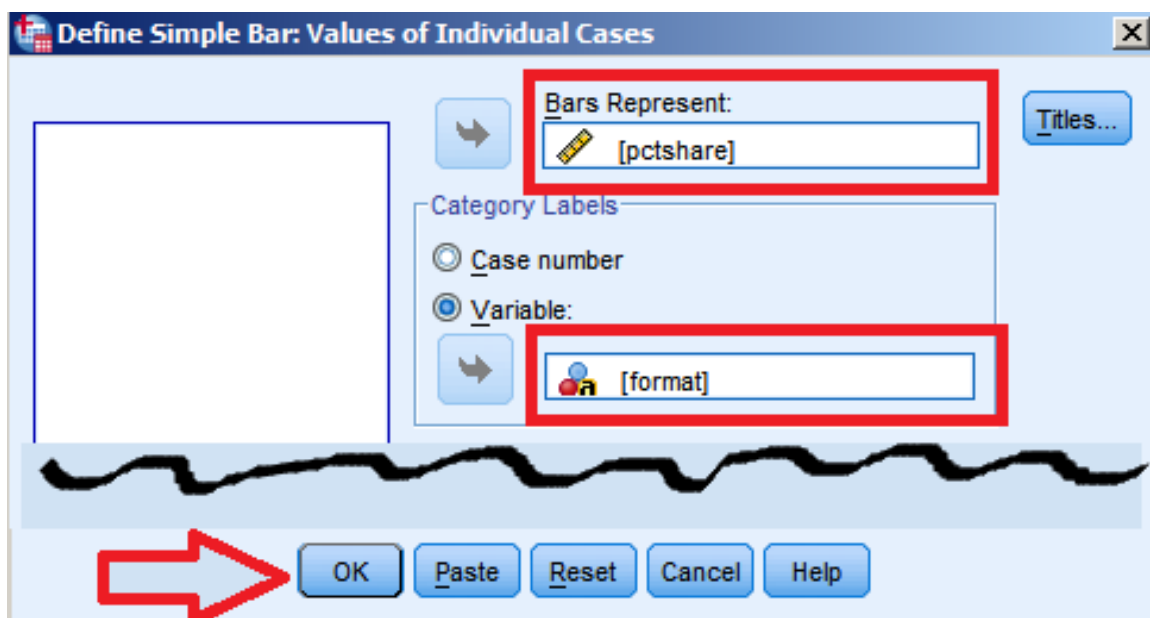 Define Simple Bar: Values of Individual Cases
Bars Represent:
[pctshare]
Titles...
Category Labels
Case number
Variable:
[format]
OK Paste Reset Cancel Help